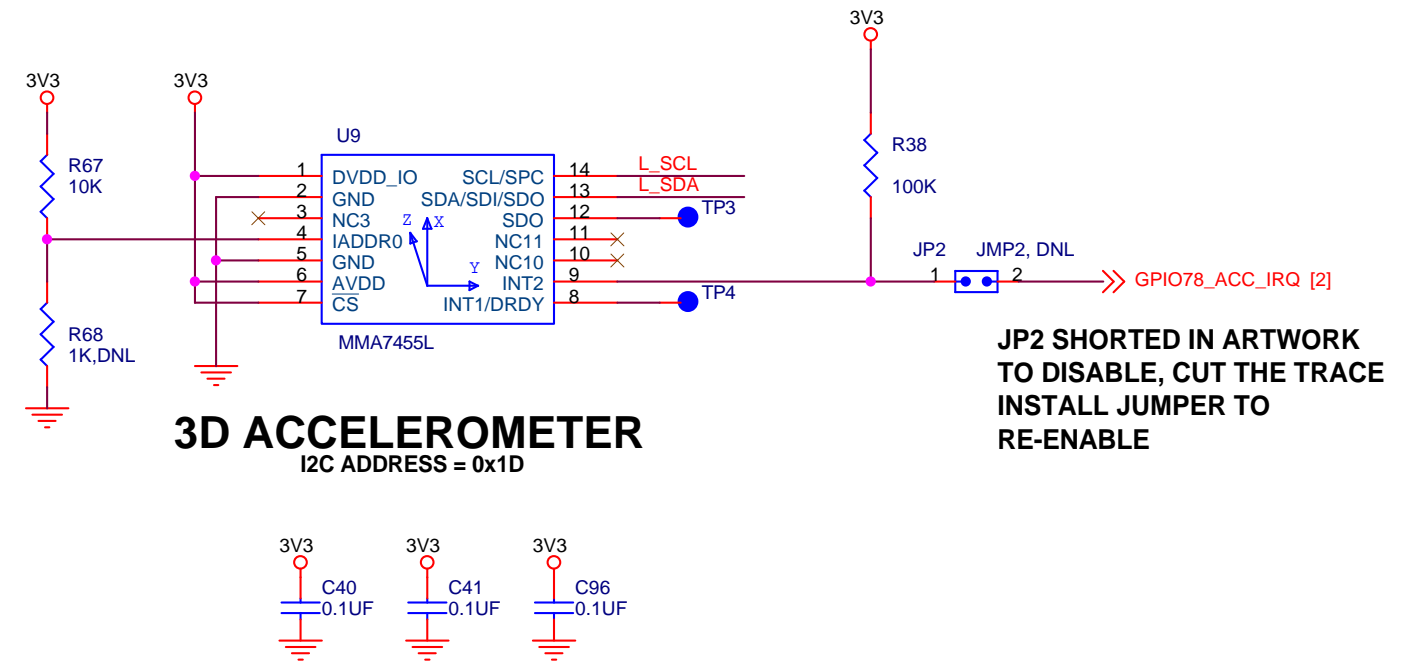 3V3
3V3
3V3
R67
10K
R68
1K,DNL
U9
1
2
3
4
5
6
7
DVDD_IO
GND
NC3
IADDR0
GND
AVDD
CS
Z
X
Y
SCL/SPC
SDA/SDI/SDO
SDO
NC11
NC10
INT2
INT1/DRDY
14
13
12
11
10
9
8
MMA7455L
L_SCL
L_SDA
TP3
TP4
R38
100K
JP2
JMP2, DNL
1
2
GPIO78_ACC_IRQ [2]
JP2 SHORTED IN ARTWORK
TO DISABLE, CUT THE TRACE
INSTALL JUMPER TO
RE-ENABLE
3D ACCELEROMETER
I2C ADDRESS = 0x1D
3V3
C40
0.1UF
3V3
C41
0.1UF
3V3
C96
0.1UF